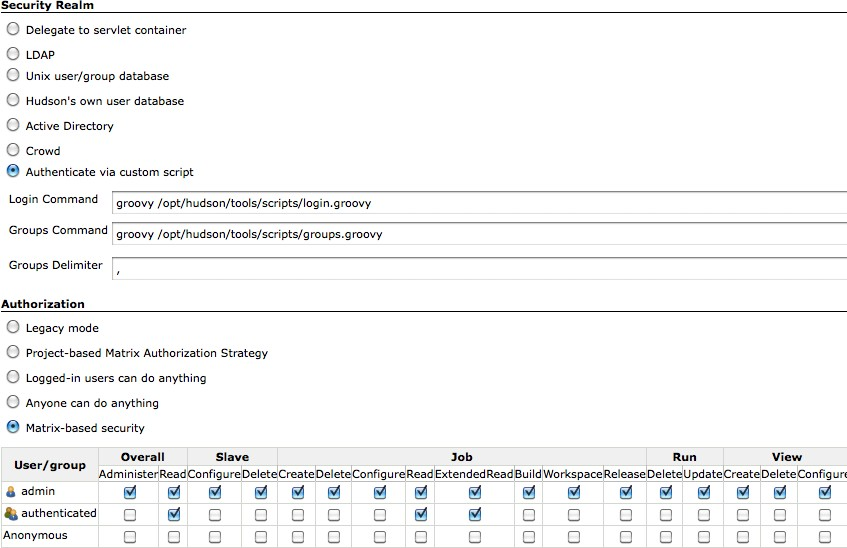 Security Realm
Delegate to servlet container
LDAP
Unix user/group database
Hudson's own user database
Active Directory
Crowd
Authenticate via custom script
Login Command groovy /opt/hudson/tools/scripts/login.groovy
Groups Command groovy /opt/hudson/tools/scripts/groups.groovy
Groups Delimiter ,
Authorization
Legacy mode
Project-based Matrix Authorization Strategy
Logged-in users can do anything
Anyone can do anything
Matrix-based security
User/group Overall Slave Job Run View
Administer Read Configure Delete Create Delete Configure Read ExtendedRead Build Workspace Release Delete Update Create Delete Configure
admin
authenticated
Anonymous